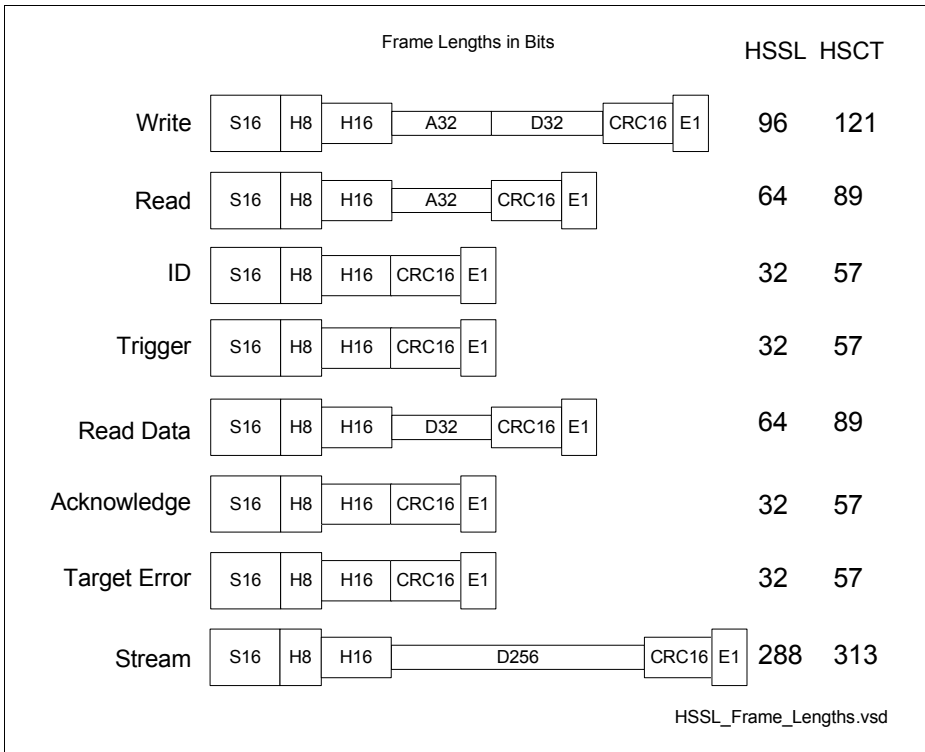 Frame Lengths in Bits
HSSL HSCT
Write S16 H8 H16 A32 D32 CRC16 E1 96 121
Read S16 H8 H16 A32 CRC16 E1 64 89
ID S16 H8 H16 CRC16 E1 32 57
Trigger S16 H8 H16 CRC16 E1 32 57
Read Data S16 H8 H16 D32 CRC16 E1 64 89
Acknowledge S16 H8 H16 CRC16 E1 32 57
Target Error S16 H8 H16 CRC16 E1 32 57
Stream S16 H8 H16 D256 CRC16 E1 288 313
HSSL_Frame_Lengths.vsd